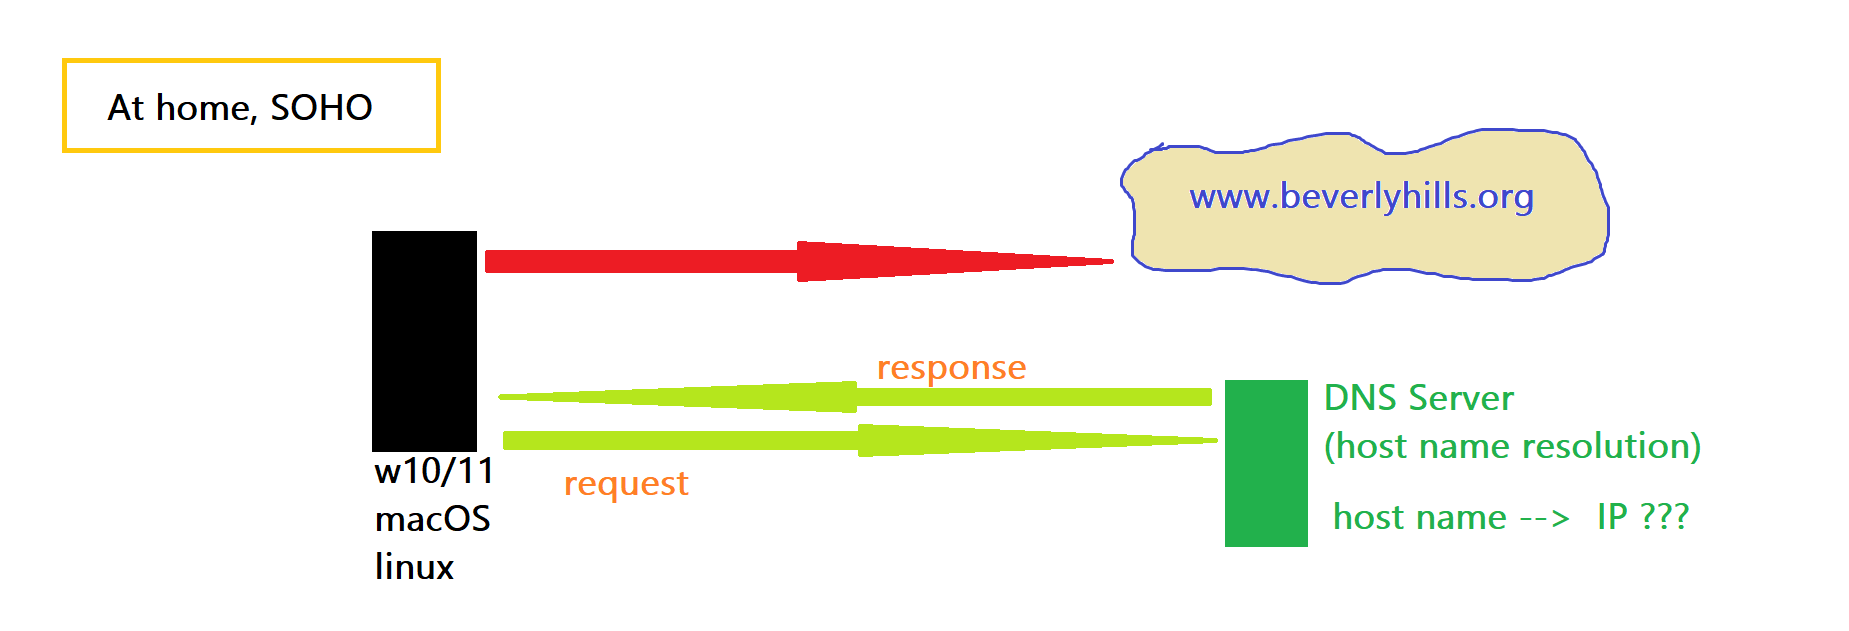 At home, SOHO
www.beverlyhills.org
response
request
w10/11
macOS
linux
DNS Server
(host name resolution)
host name --> IP ???